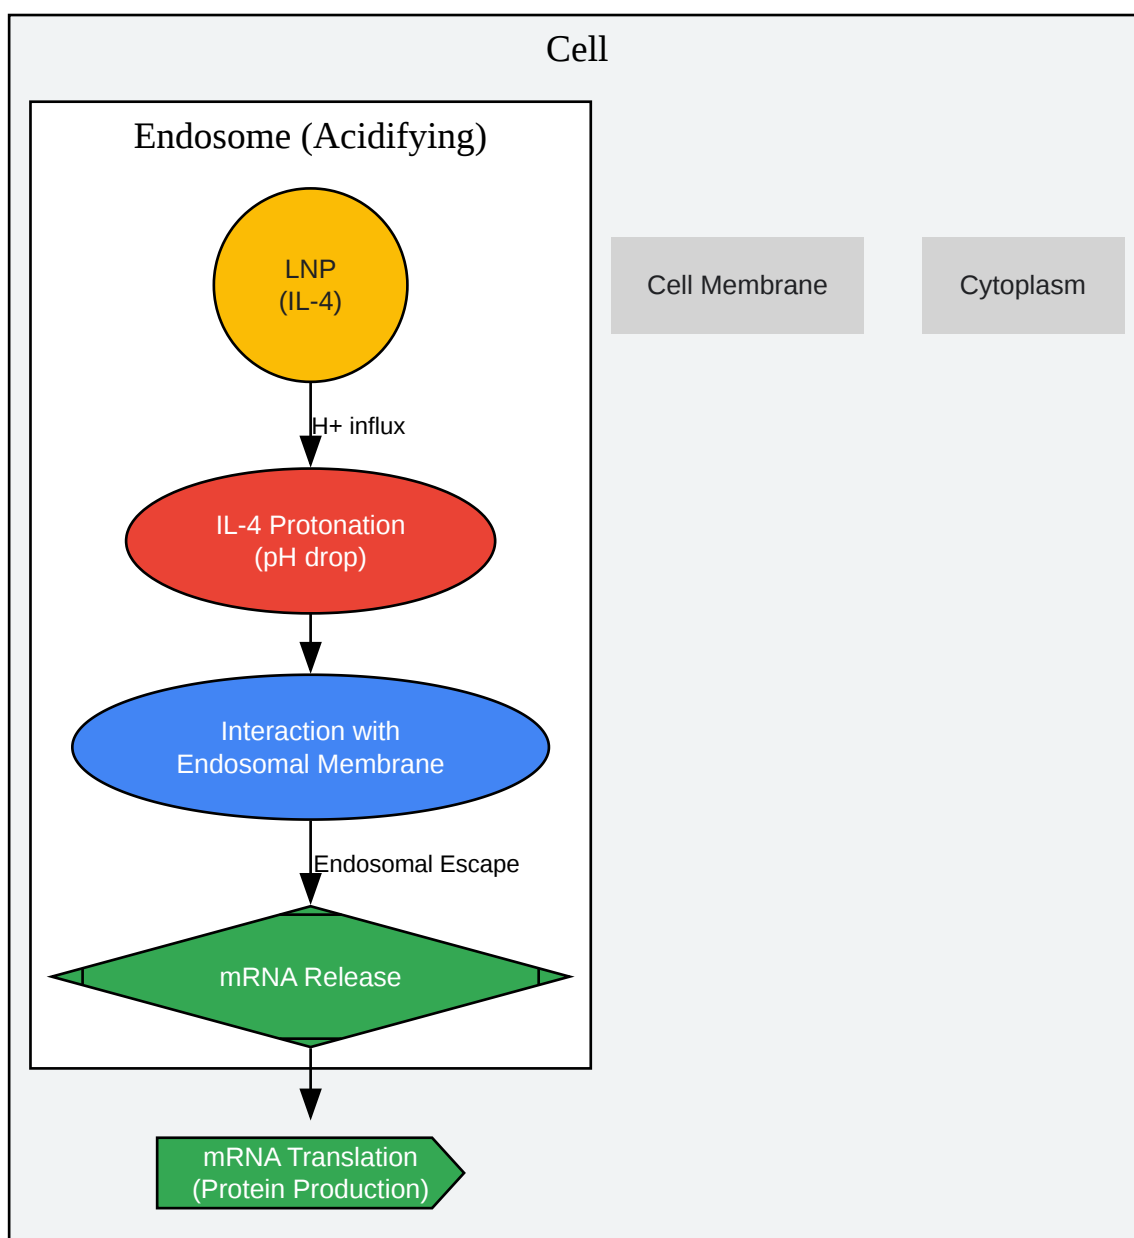 Cell
Endosome (Acidifying)
LNP
(IL-4)
Cell Membrane
Cytoplasm
H+ influx
IL-4 Protonation
(pH drop)
Interaction with
Endosomal Membrane
Endosomal Escape
mRNA Release
mRNA Translation
(Protein Production)